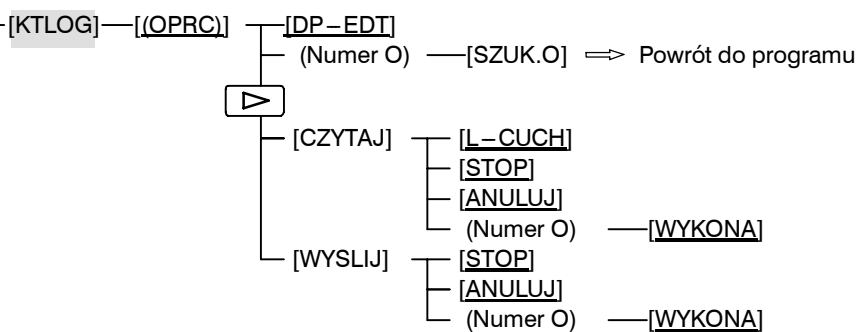 [KTLOG] [(OPRC)] [DP–EDT]
(Numer O) [SZUK.O] ⇒ Powrót do programu
[CZYTAJ] [L–CUCH]
[STOP]
[ANULUJ]
(Numer O) [WYKONA]
[WYSLIJ] [STOP]
[ANULUJ]
(Numer O) [WYKONA]